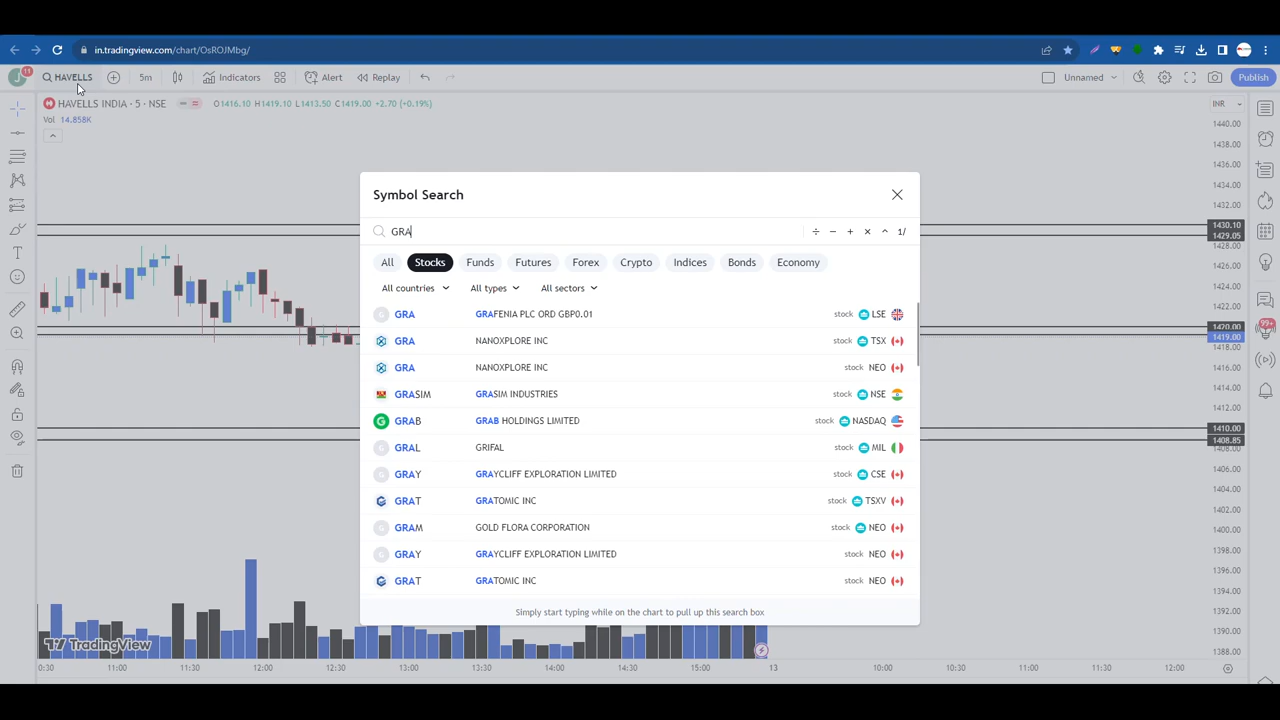 in.tradingview.com/chart/OsROJMbg/
J 11 HAVELLS 5m Indicators Alert Replay Unnamed Publish
HAVELLS INDIA · 5 · NSE O1416.10 H1419.10 L1413.50 C1419.00 +2.70 (+0.19%)
Vol 14.858K
INR
1440.00
1436.00
1434.00
1432.00
1430.10
1429.05
1426.00
1424.00
1422.00
1420.00
1419.00
1418.00
1416.00
1414.00
1412.00
1410.00
1408.85
1406.00
1404.00
1402.00
1400.00
1398.00
1396.00
1394.00
1392.00
1390.00
1388.00
99+
Symbol Search
GRA ÷ − + × ^ 1/
All Stocks Funds Futures Forex Crypto Indices Bonds Economy
All countries All types All sectors
G GRA GRAFENIA PLC ORD GBP0.01 stock LSE
GRA NANOXPLORE INC stock TSX
GRA NANOXPLORE INC stock NEO
GRASIM GRASIM INDUSTRIES stock NSE
G GRAB GRAB HOLDINGS LIMITED stock NASDAQ
G GRAL GRIFAL stock MIL
G GRAY GRAYCLIFF EXPLORATION LIMITED stock CSE
GRAT GRATOMIC INC stock TSXV
G GRAM GOLD FLORA CORPORATION stock NEO
G GRAY GRAYCLIFF EXPLORATION LIMITED stock NEO
GRAT GRATOMIC INC stock NEO
Simply start typing while on the chart to pull up this search box
TradingView
0:30 11:00 11:30 12:00 12:30 13:00 13:30 14:00 14:30 15:00 13 10:00 10:30 11:00 11:30 12:00